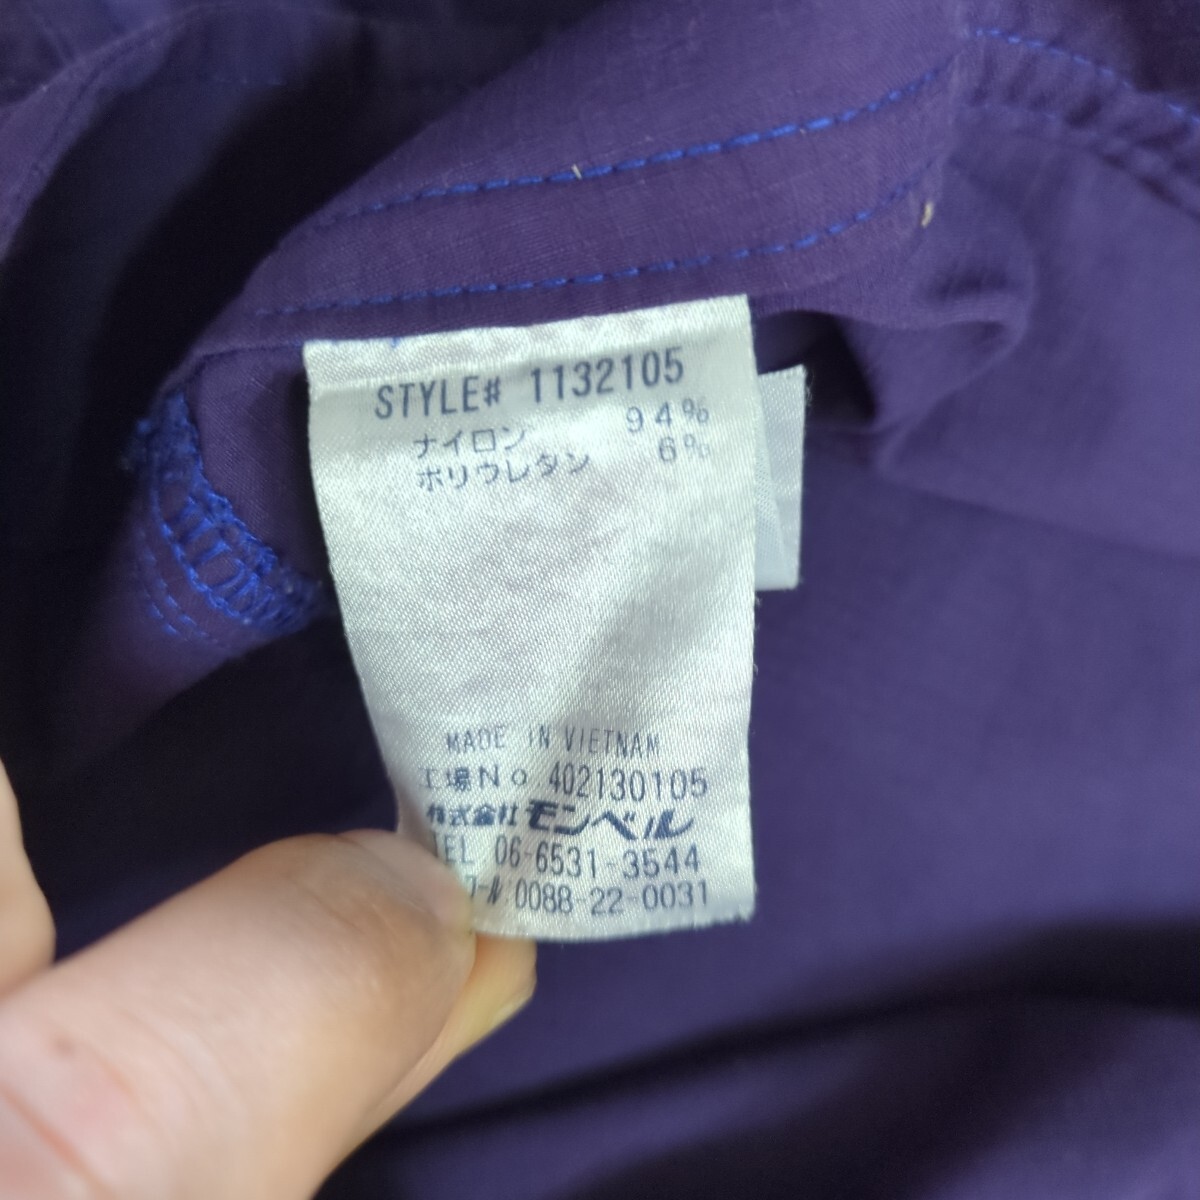 STYLE# 1132105
ナイロン 94%
ポリウレタン 6%
MADE IN VIETNAM
工場No 402130105
株式会社モンベル
TEL 06-6531-3544
0088-22-0031